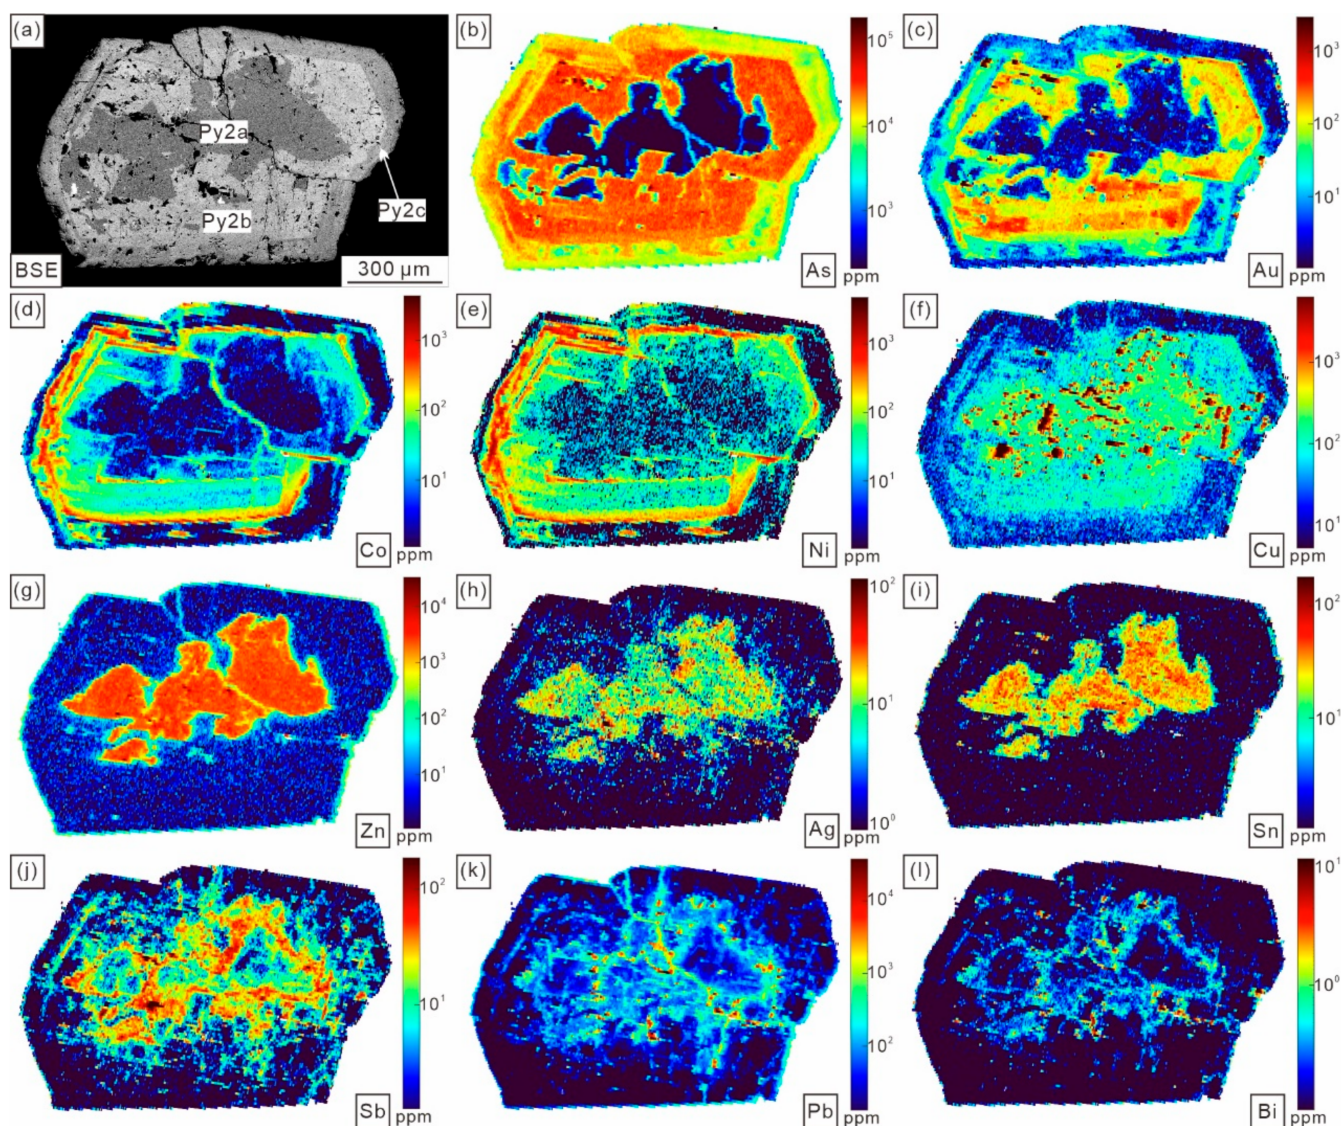 (a)
Py2a
Py2b
Py2c
BSE
300 μm
(b)
10⁵
10⁴
10³
As
ppm
(c)
10³
10²
10¹
Au
ppm
(d)
10³
10²
10¹
Co
ppm
(e)
10³
10²
10¹
Ni
ppm
(f)
10³
10²
10¹
Cu
ppm
(g)
10⁴
10³
10²
10¹
Zn
ppm
(h)
10²
10¹
10⁰
Ag
ppm
(i)
10²
10¹
Sn
ppm
(j)
10²
10¹
Sb
ppm
(k)
10⁴
10³
10²
Pb
ppm
(l)
10¹
10⁰
Bi
ppm